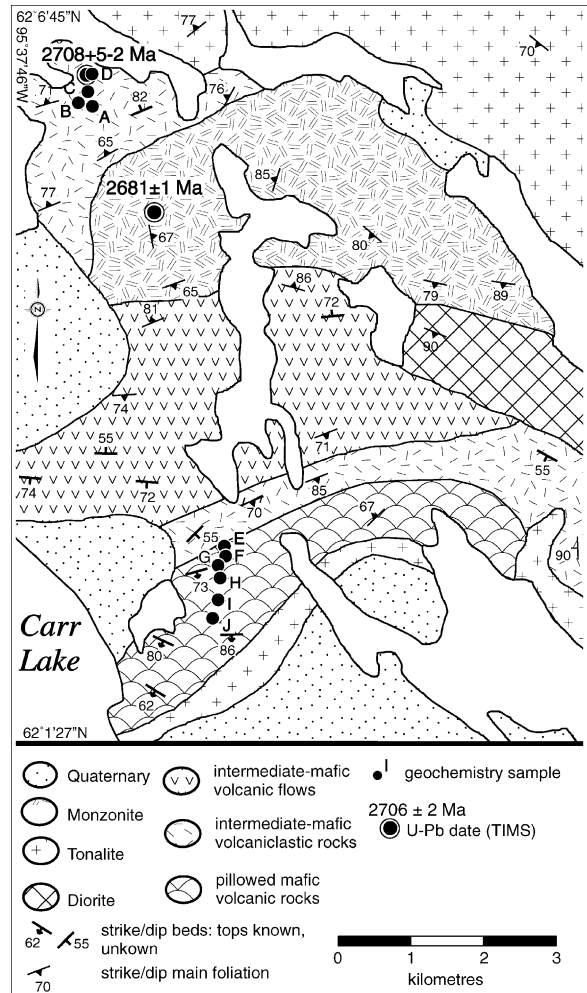 62°6'45"N
95°37'46"W
2708+5-2 Ma
D
C
B
A
77
70
71
82
76
65
77
85
2681±1 Ma
67
80
65
86
79
89
81
72
90
N
74
71
55
55
74
72
70
85
67
55
E
F
G
90
73
H
I
J
Carr
Lake
80
86
62
62°1'27"N
Quaternary
Monzonite
Tonalite
Diorite
intermediate-mafic
volcanic flows
intermediate-mafic
volcaniclastic rocks
pillowed mafic
volcanic rocks
I
geochemistry sample
2706 ± 2 Ma
U-Pb date (TIMS)
62
55
strike/dip beds: tops known,
unkown
70
strike/dip main foliation
0 1 2 3
kilometres